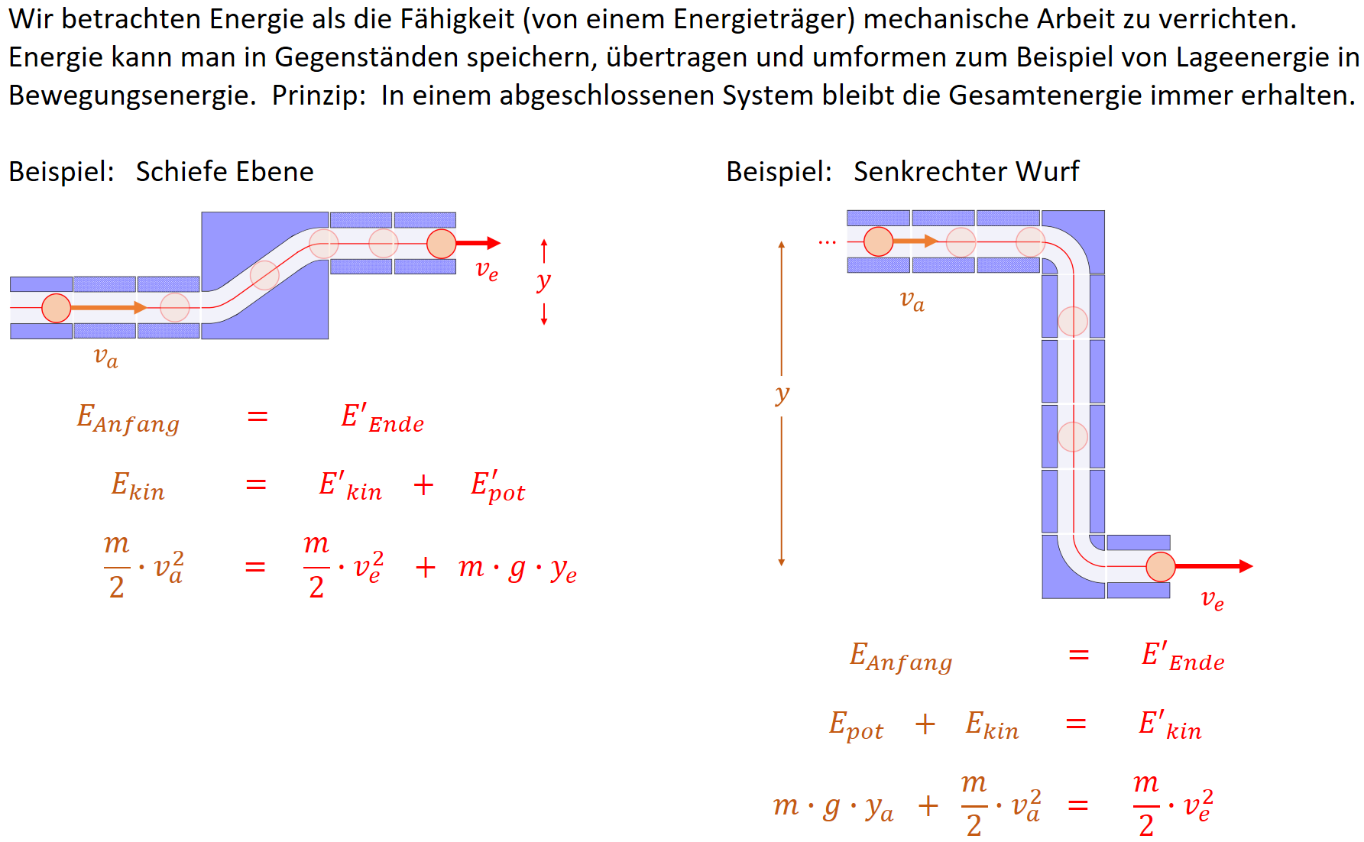 Wir betrachten Energie als die Fähigkeit (von einem Energieträger) mechanische Arbeit zu verrichten.
Energie kann man in Gegenständen speichern, übertragen und umformen zum Beispiel von Lageenergie in
Bewegungsenergie.  Prinzip:  In einem abgeschlossenen System bleibt die Gesamtenergie immer erhalten.
Beispiel:   Schiefe Ebene
v_e
y
v_a
E_Anfang = E'_Ende
E_kin = E'_kin + E'_pot
m/2 · v_a^2 = m/2 · v_e^2 + m · g · y_e
Beispiel:   Senkrechter Wurf
...
v_a
y
v_e
E_Anfang = E'_Ende
E_pot + E_kin = E'_kin
m · g · y_a + m/2 · v_a^2 = m/2 · v_e^2